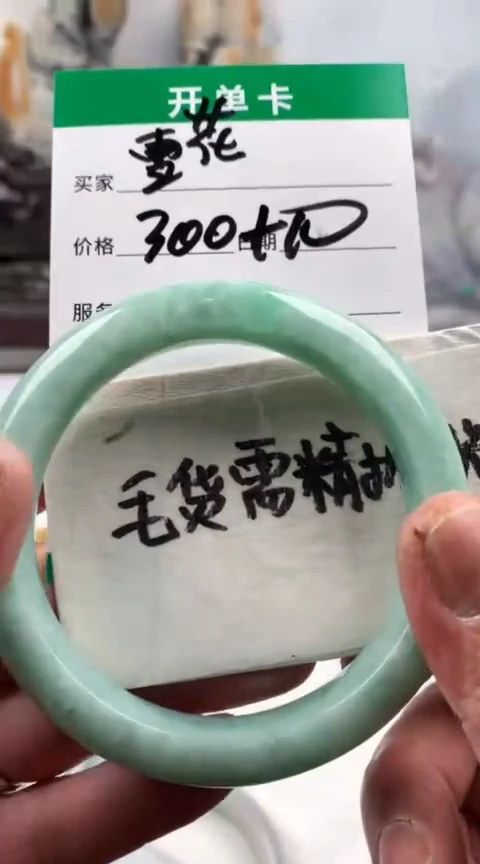 开单卡
买家 雪花
价格 300+切 日期
服务
毛货需精抛